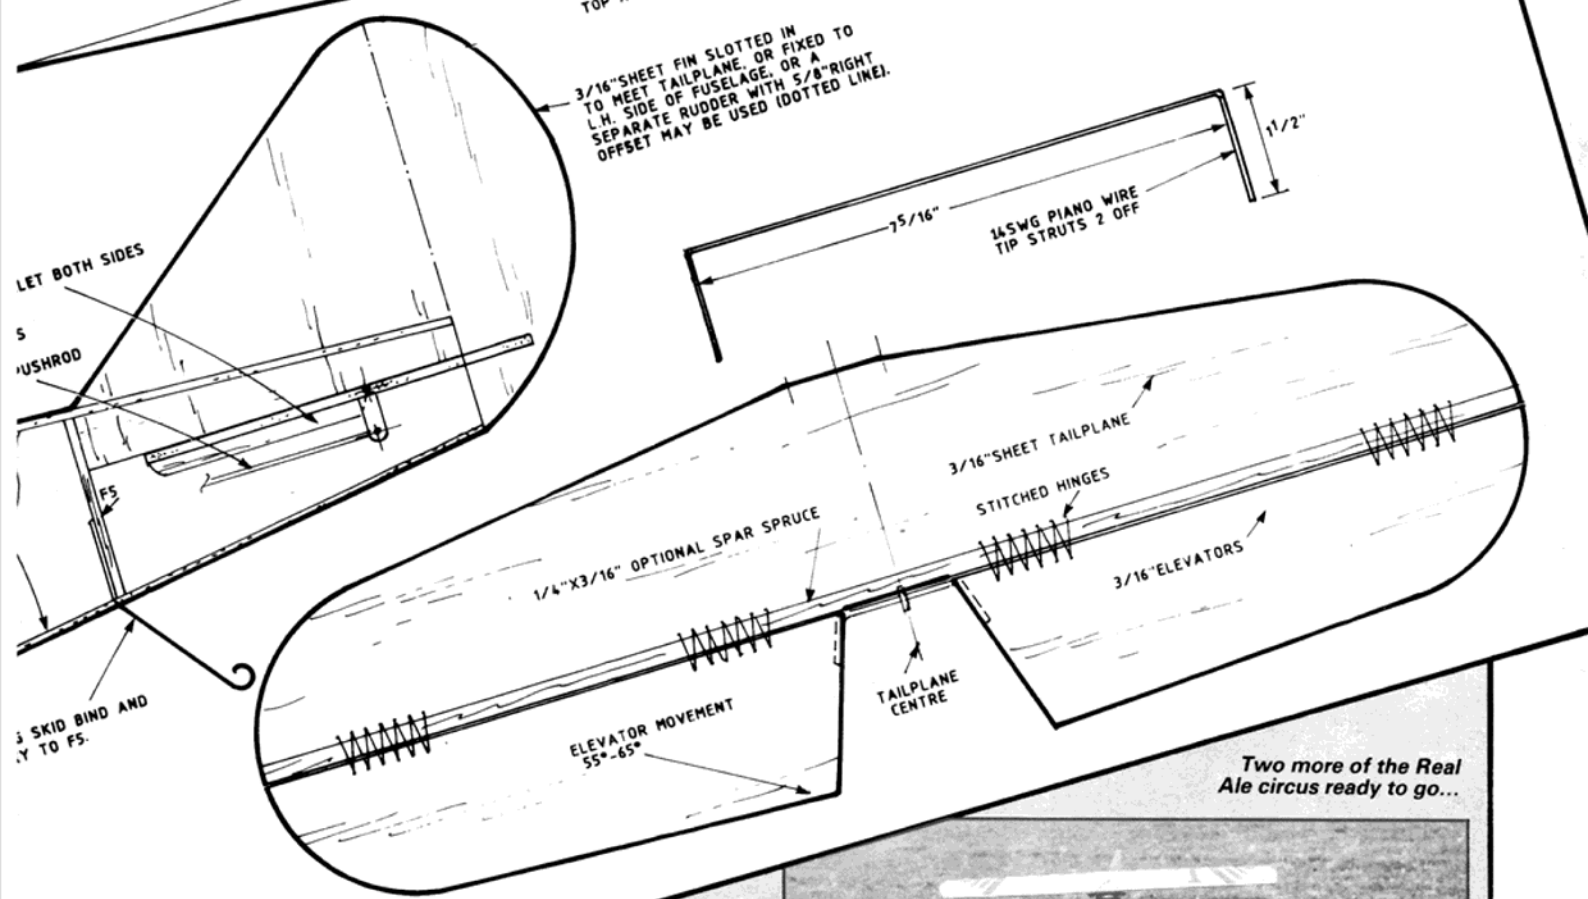 TOP
3/16"SHEET FIN SLOTTED IN
TO MEET TAILPLANE, OR FIXED TO
L.H. SIDE OF FUSELAGE, OR A
SEPARATE RUDDER WITH 5/8"RIGHT
OFFSET MAY BE USED (DOTTED LINE).
1 1/2"
7 5/16"
14SWG PIANO WIRE
TIP STRUTS 2 OFF
LET BOTH SIDES
S
USHROD
F5
3/16"SHEET TAILPLANE
STITCHED HINGES
1/4"X3/16" OPTIONAL SPAR SPRUCE
3/16"ELEVATORS
TAILPLANE
CENTRE
ELEVATOR MOVEMENT
55°-65°
SKID BIND AND
TO F5.
Two more of the Real
Ale circus ready to go...